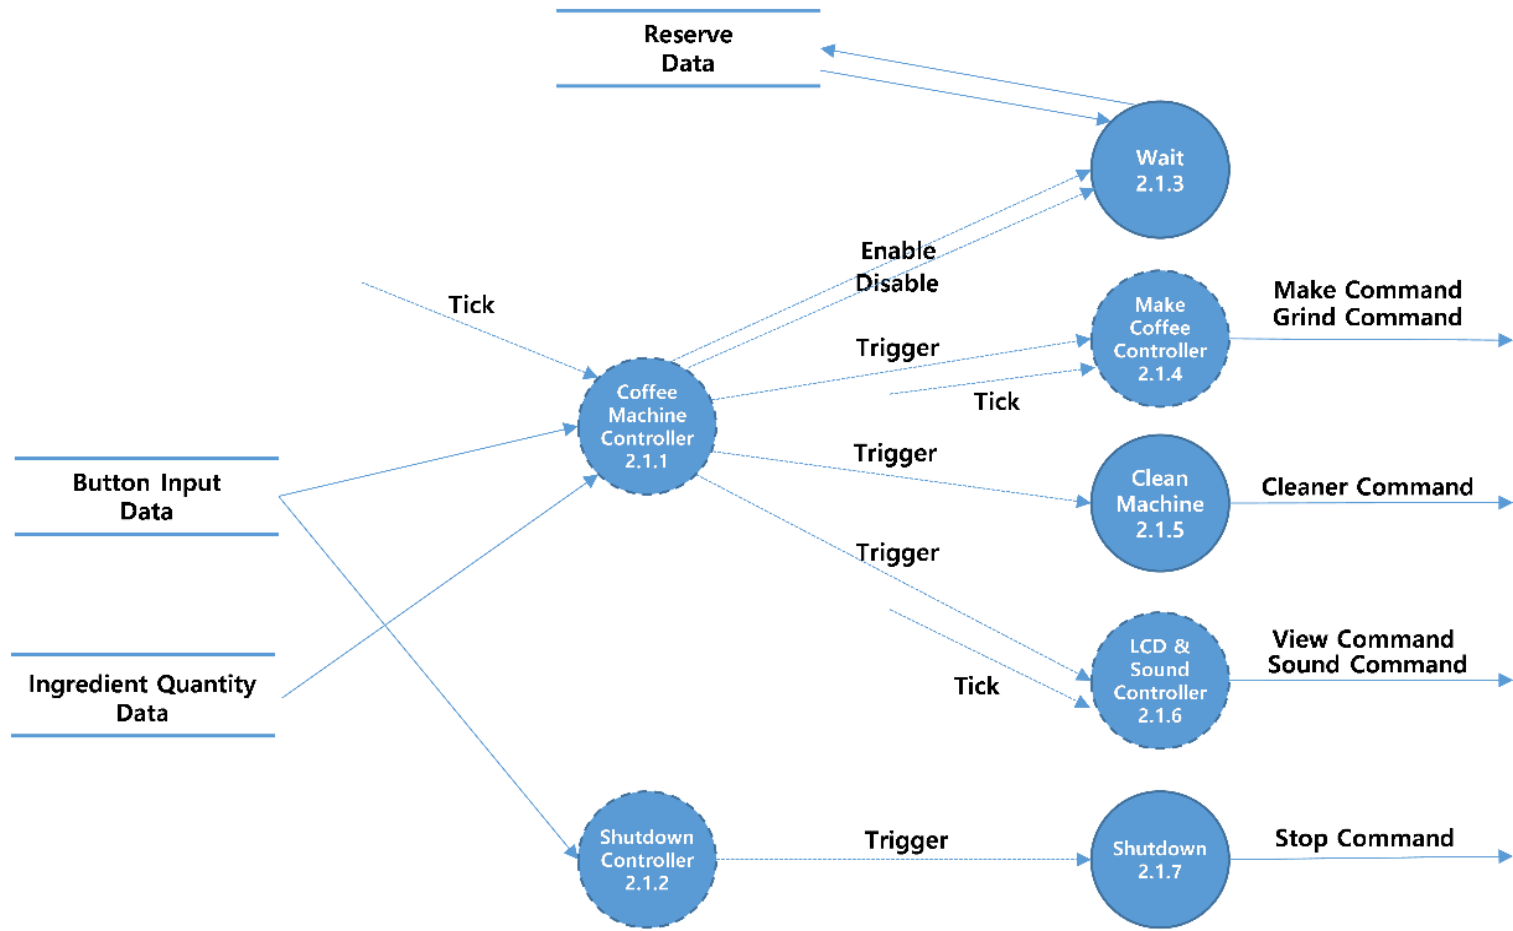 Reserve
Data
Wait
2.1.3
Enable
Disable
Tick
Make
Coffee
Controller
2.1.4
Make Command
Grind Command
Trigger
Tick
Coffee
Machine
Controller
2.1.1
Trigger
Clean
Machine
2.1.5
Cleaner Command
Button Input
Data
Trigger
LCD &
Sound
Controller
2.1.6
View Command
Sound Command
Tick
Ingredient Quantity
Data
Shutdown
Controller
2.1.2
Trigger
Shutdown
2.1.7
Stop Command